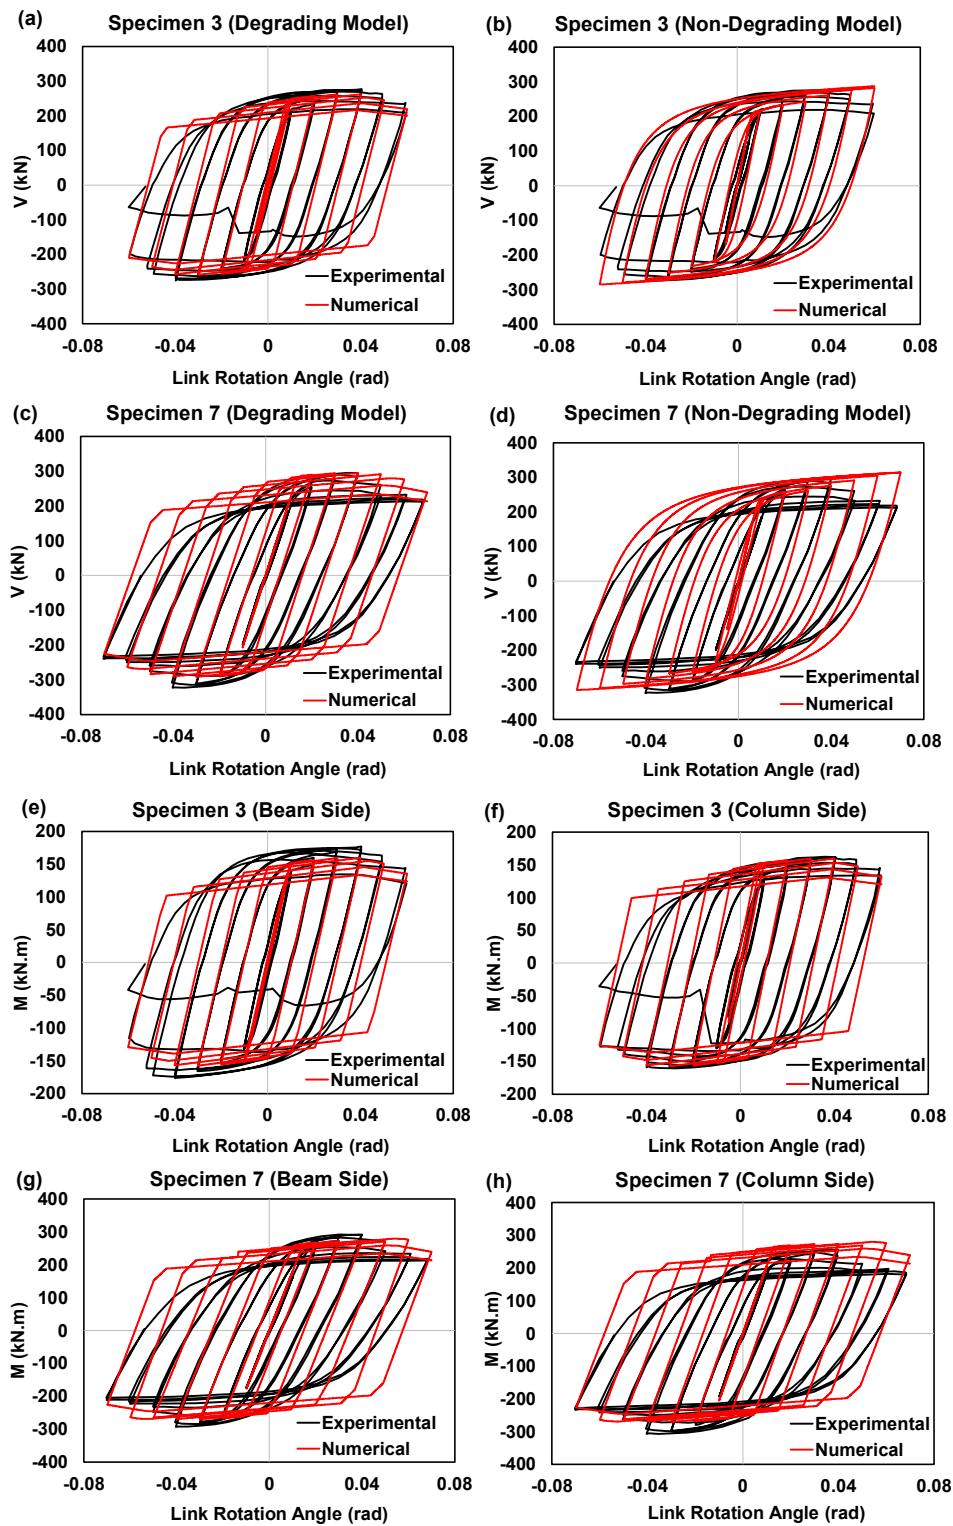 (a) Specimen 3 (Degrading Model)
400
300
200
100
0
-100
-200
-300
-400
V (kN)
Experimental
Numerical
-0.08 -0.04 0 0.04 0.08
Link Rotation Angle (rad)
(b) Specimen 3 (Non-Degrading Model)
400
300
200
100
0
-100
-200
-300
-400
V (kN)
Experimental
Numerical
-0.08 -0.04 0 0.04 0.08
Link Rotation Angle (rad)
(c) Specimen 7 (Degrading Model)
400
300
200
100
0
-100
-200
-300
-400
V (kN)
Experimental
Numerical
-0.08 -0.04 0 0.04 0.08
Link Rotation Angle (rad)
(d) Specimen 7 (Non-Degrading Model)
400
300
200
100
0
-100
-200
-300
-400
V (kN)
Experimental
Numerical
-0.08 -0.04 0 0.04 0.08
Link Rotation Angle (rad)
(e) Specimen 3 (Beam Side)
200
150
100
50
0
-50
-100
-150
-200
M (kN.m)
Experimental
Numerical
-0.08 -0.04 0 0.04 0.08
Link Rotation Angle (rad)
(f) Specimen 3 (Column Side)
200
150
100
50
0
-50
-100
-150
-200
M (kN.m)
Experimental
Numerical
-0.08 -0.04 0 0.04 0.08
Link Rotation Angle (rad)
(g) Specimen 7 (Beam Side)
400
300
200
100
0
-100
-200
-300
-400
M (kN.m)
Experimental
Numerical
-0.08 -0.04 0 0.04 0.08
Link Rotation Angle (rad)
(h) Specimen 7 (Column Side)
400
300
200
100
0
-100
-200
-300
-400
M (kN.m)
Experimental
Numerical
-0.08 -0.04 0 0.04 0.08
Link Rotation Angle (rad)